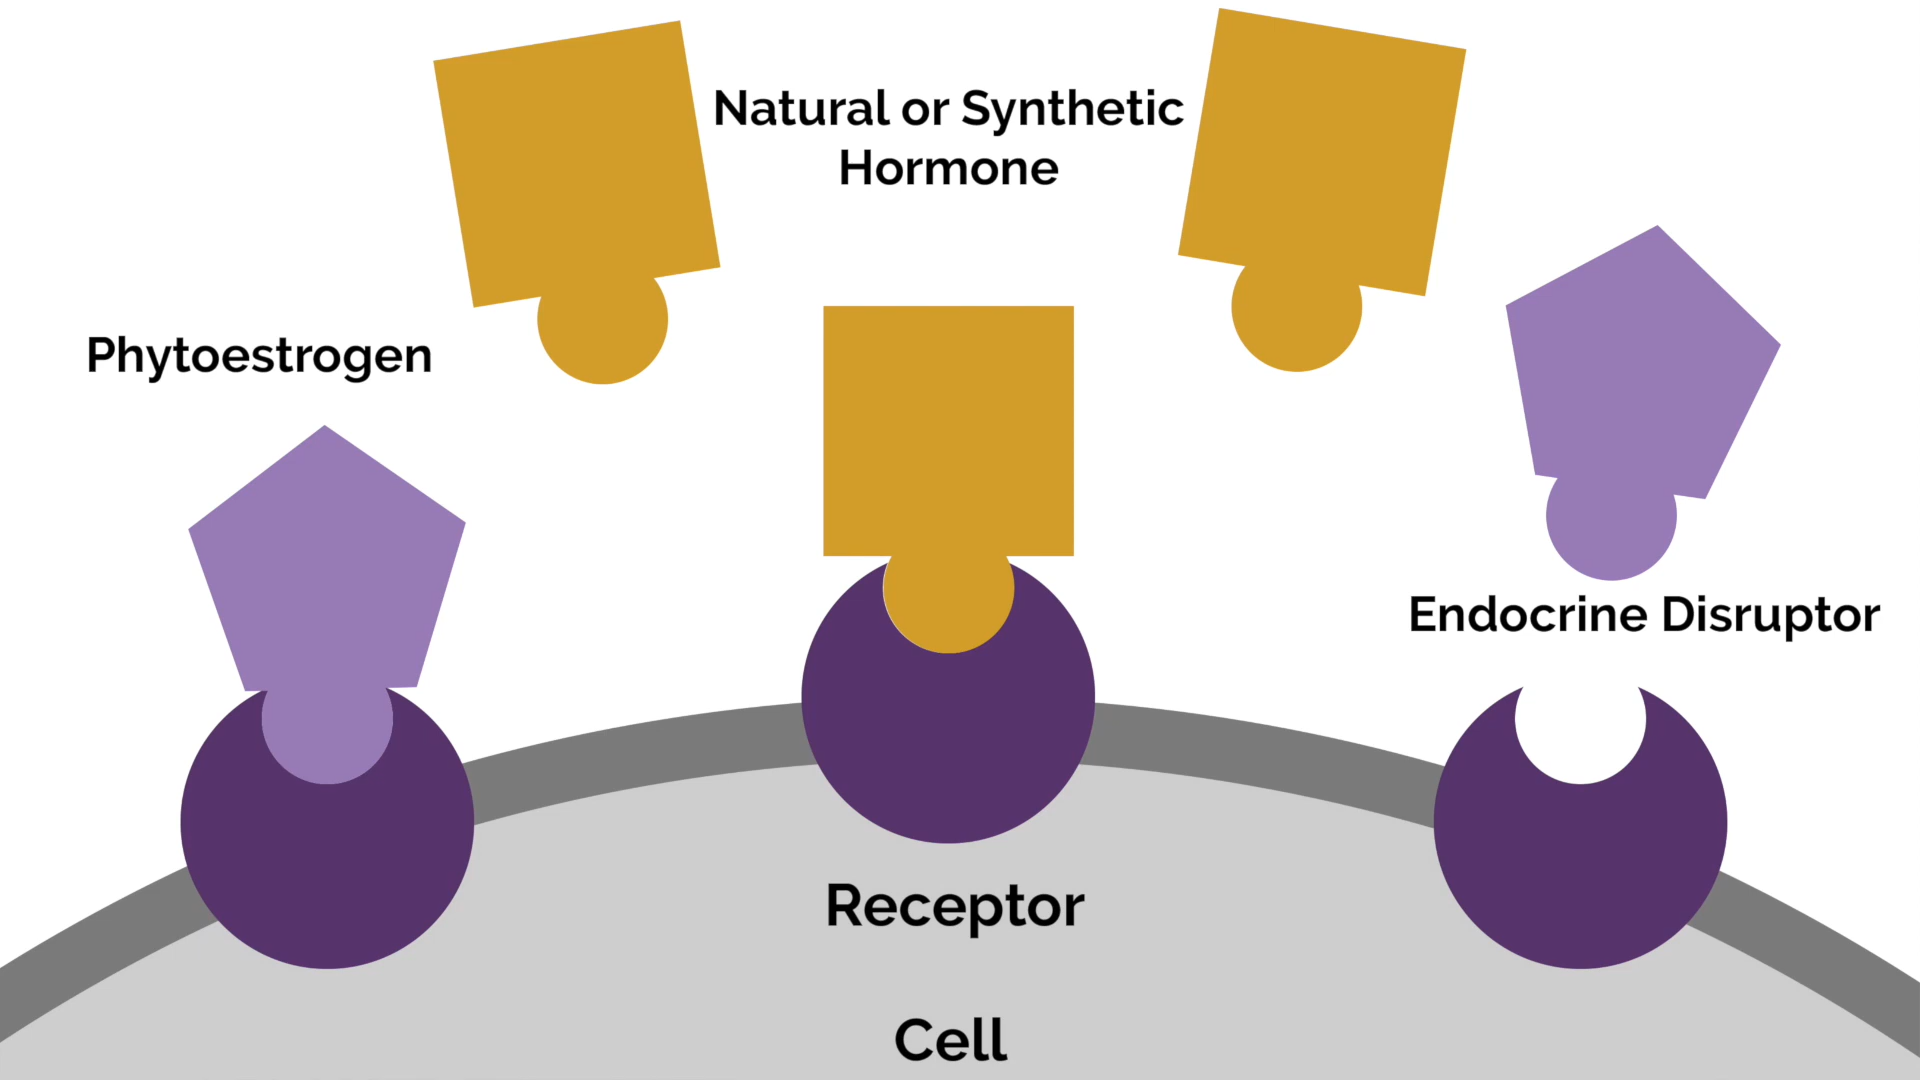 Natural or Synthetic
Hormone
Phytoestrogen
Endocrine Disruptor
Receptor
Cell